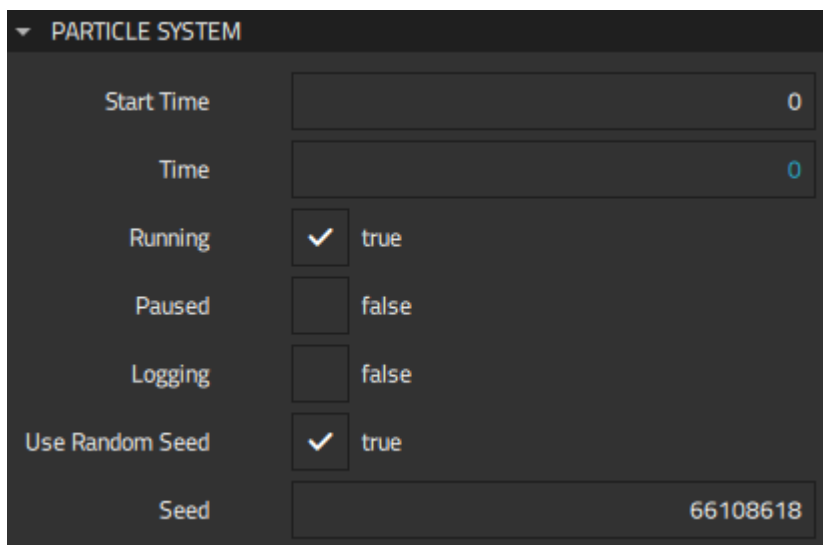 PARTICLE SYSTEM
Start Time 0
Time 0
Running true
Paused false
Logging false
Use Random Seed true
Seed 66108618